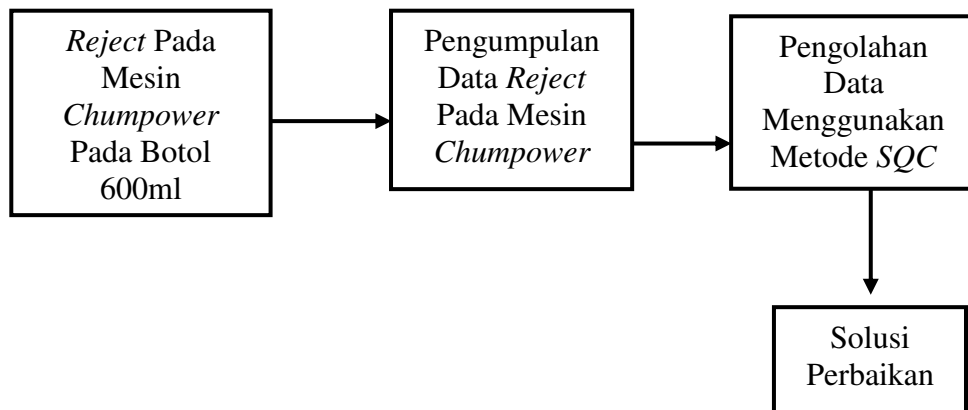 Reject Pada
Mesin
Chumpower
Pada Botol
600ml
Pengumpulan
Data Reject
Pada Mesin
Chumpower
Pengolahan
Data
Menggunakan
Metode SQC
Solusi
Perbaikan